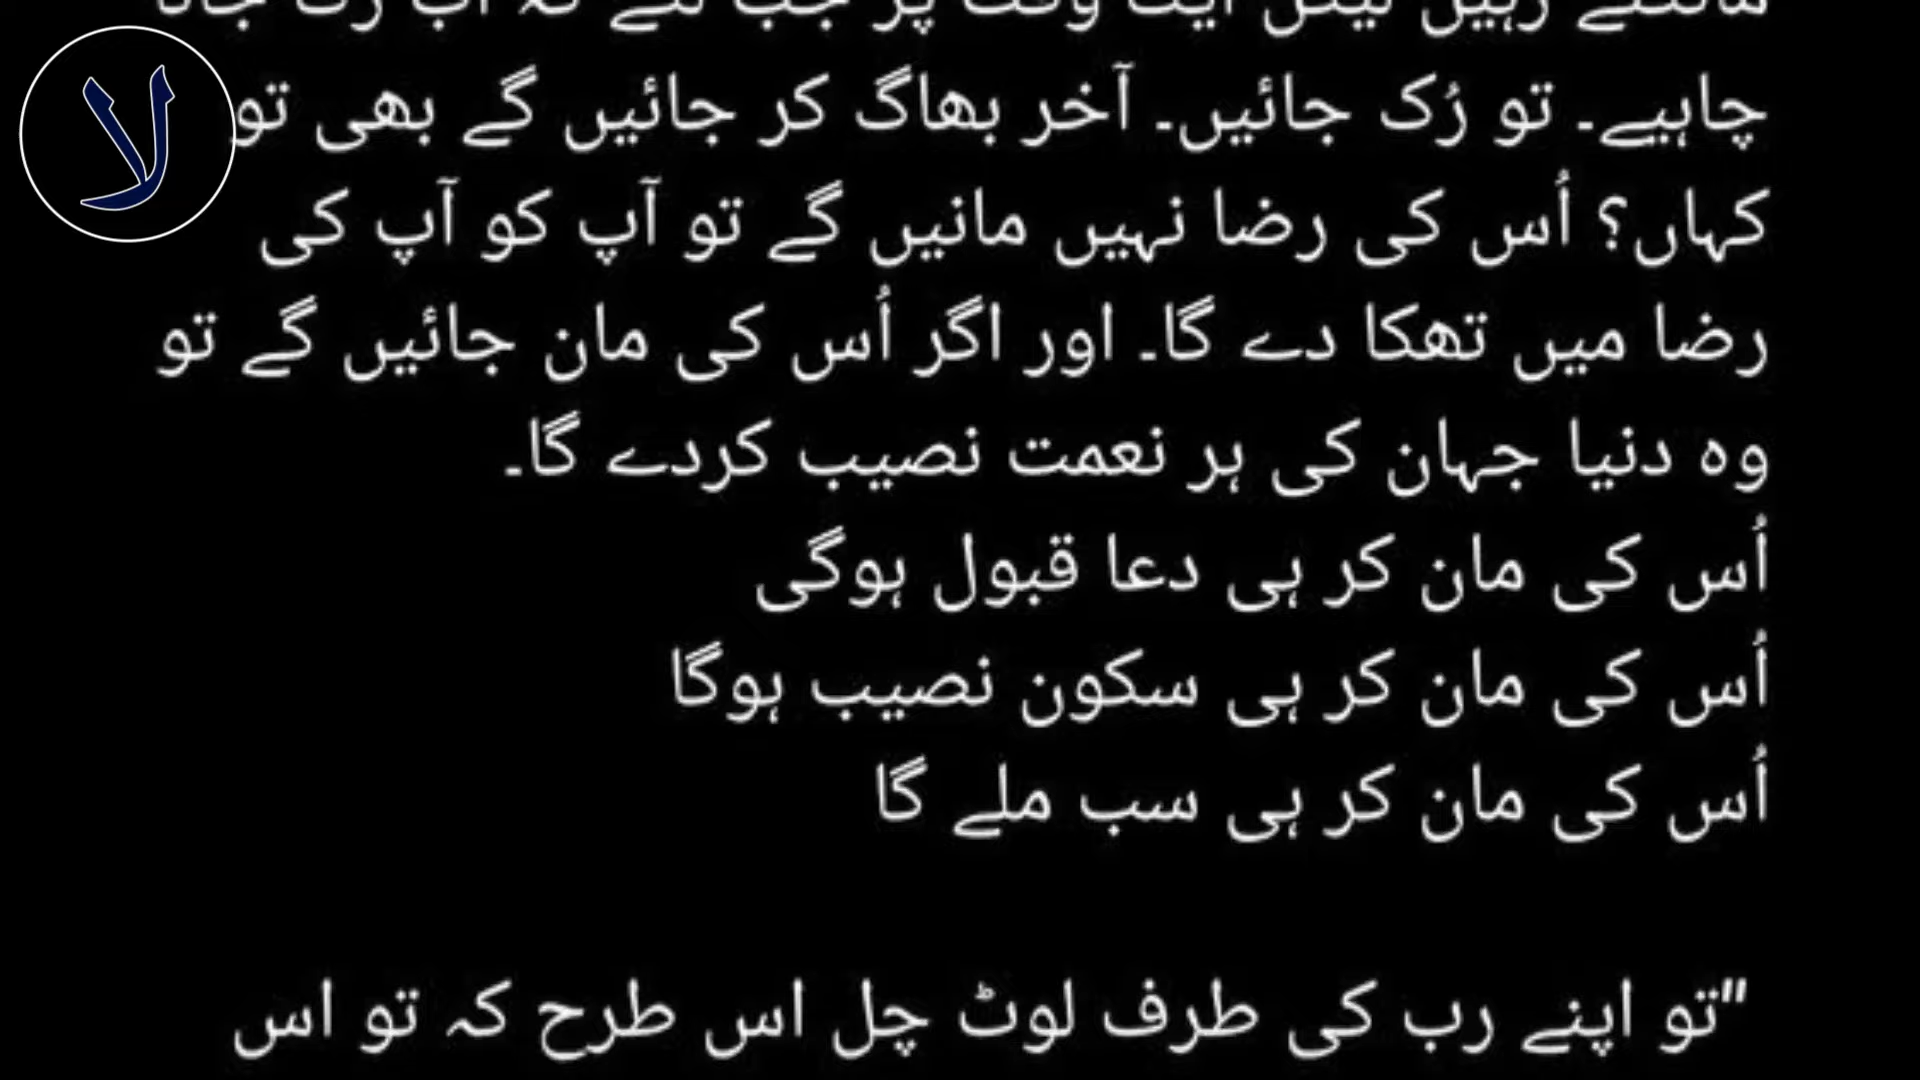 چاہیے۔ تو رُک جائیں۔ آخر بھاگ کر جائیں گے بھی تو
کہاں؟ اُس کی رضا نہیں مانیں گے تو آپ کو آپ کی
رضا میں تھکا دے گا۔ اور اگر اُس کی مان جائیں گے تو
وہ دنیا جہان کی ہر نعمت نصیب کردے گا۔
اُس کی مان کر ہی دعا قبول ہوگی
اُس کی مان کر ہی سکون نصیب ہوگا
اُس کی مان کر ہی سب ملے گا
"تو اپنے رب کی طرف لوٹ چل اس طرح کہ تو اس
لا